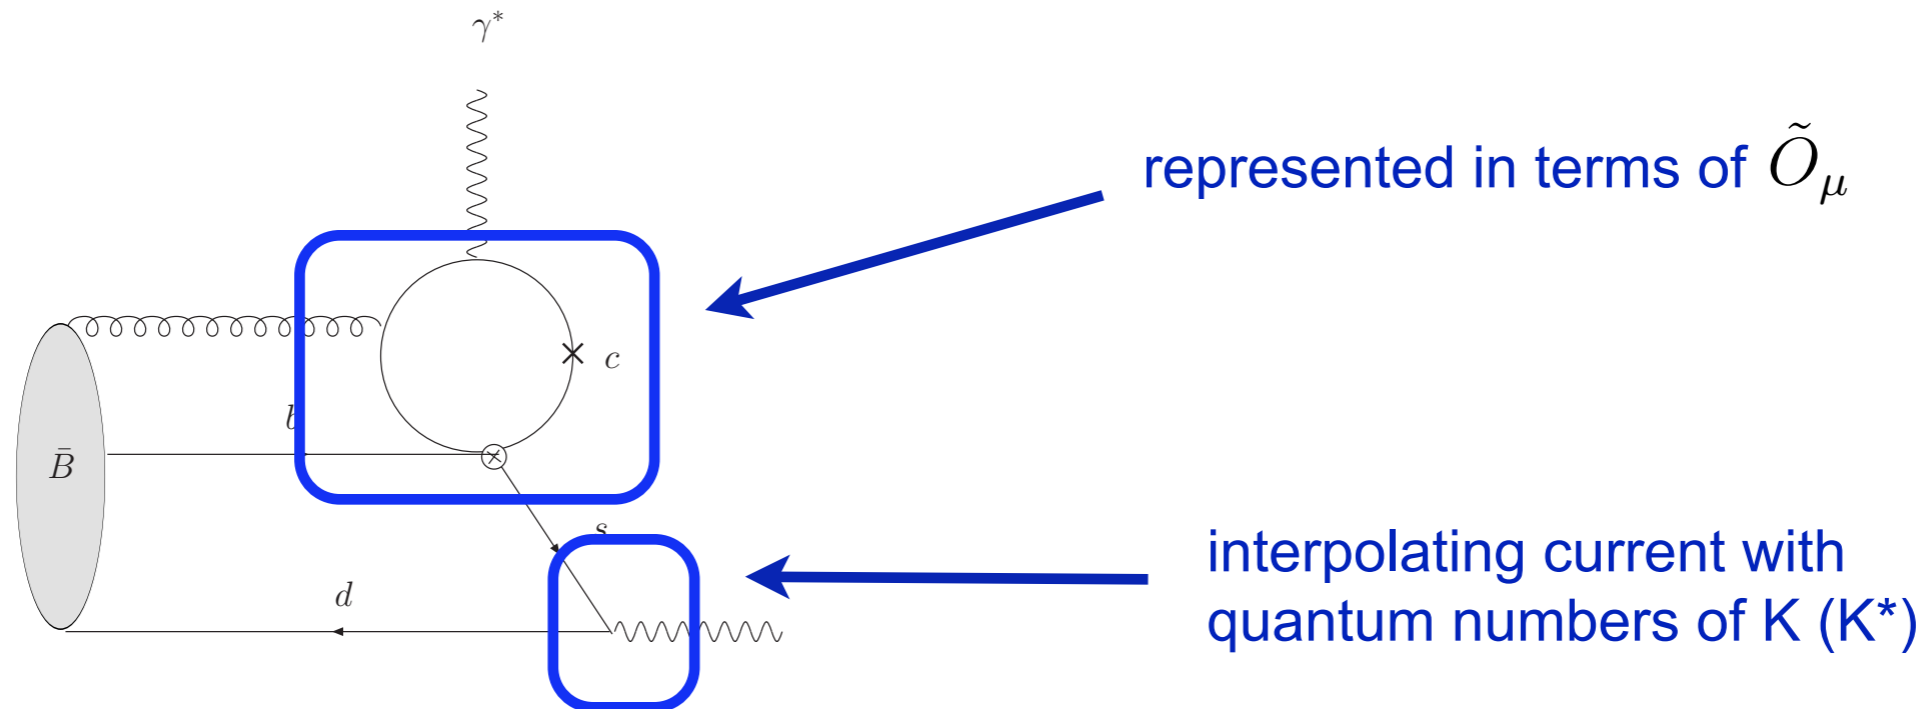 γ*
represented in terms of Õ_μ
c
b
B̄
s
d
interpolating current with
quantum numbers of K (K*)